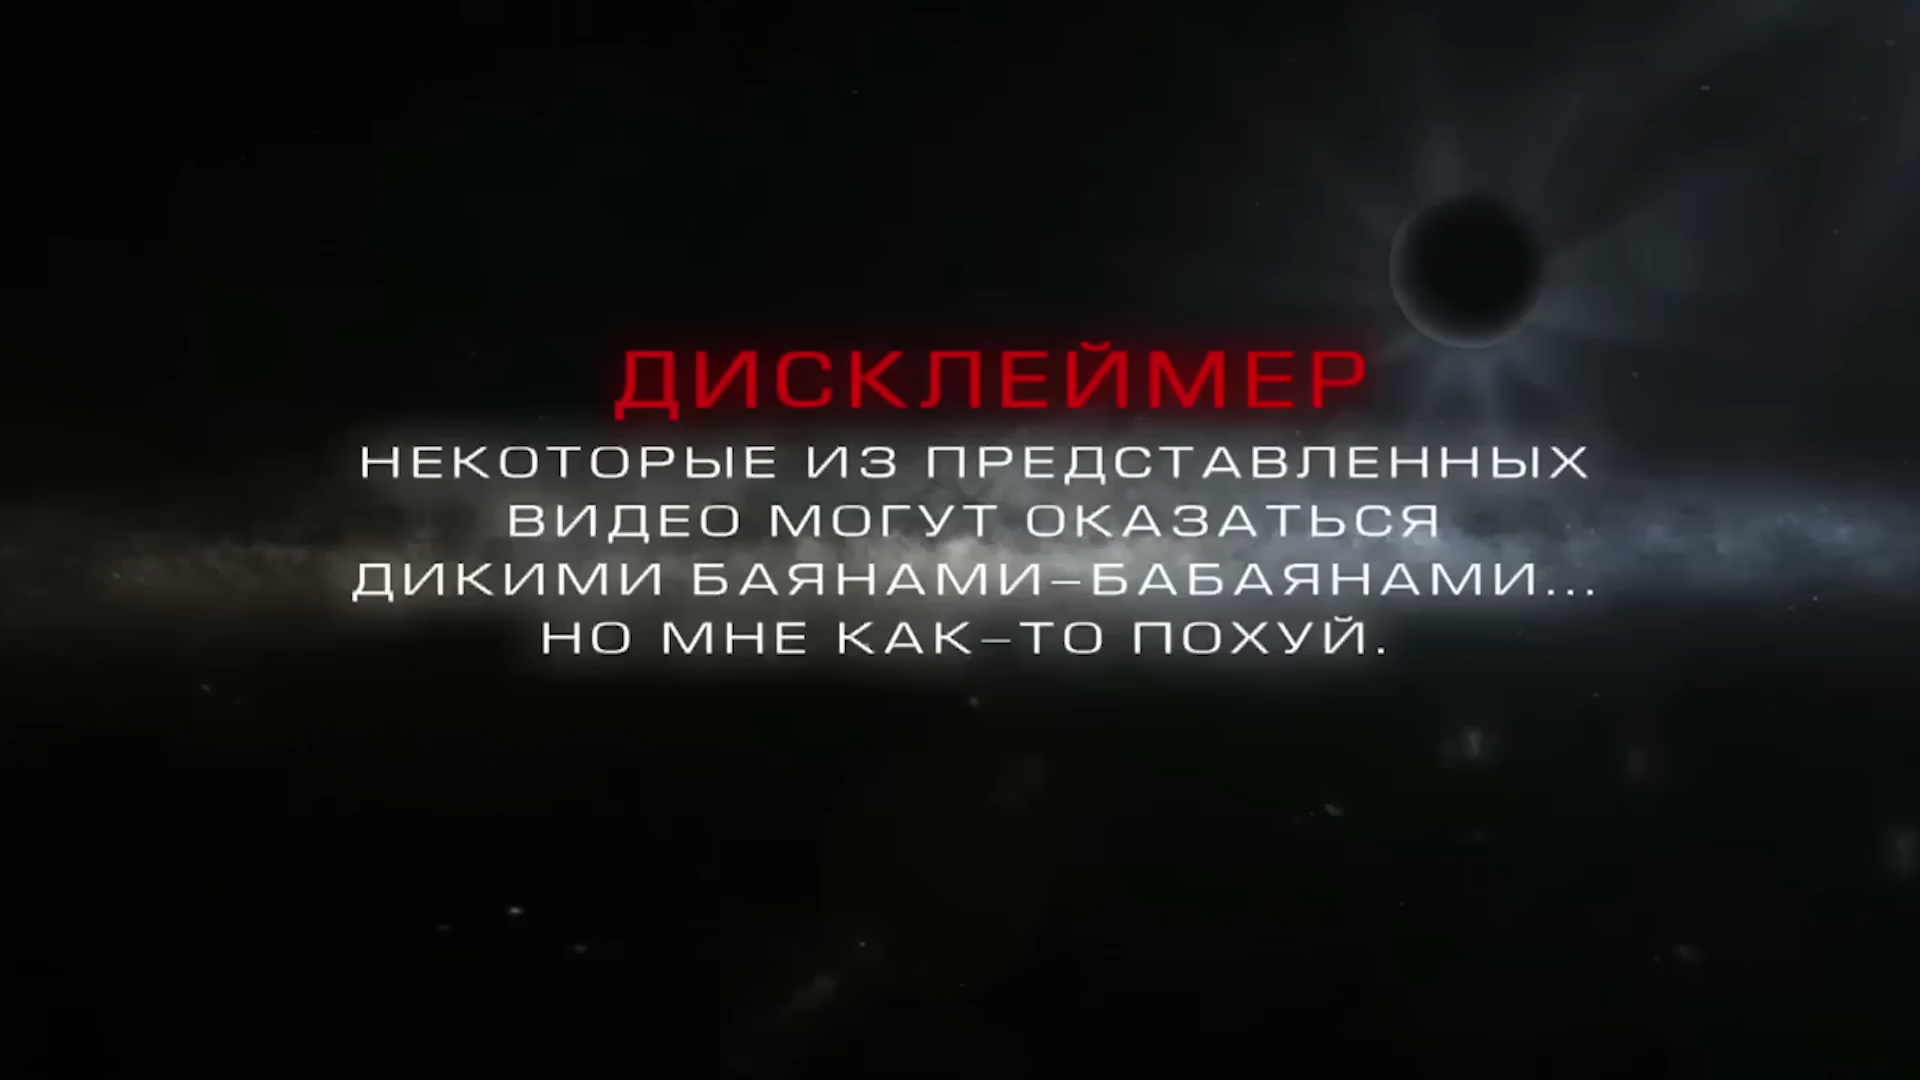 ДИСКЛЕЙМЕР
НЕКОТОРЫЕ ИЗ ПРЕДСТАВЛЕННЫХ
ВИДЕО МОГУТ ОКАЗАТЬСЯ
ДИКИМИ БАЯНАМИ–БАБАЯНАМИ...
НО МНЕ КАК–ТО ПОХУЙ.